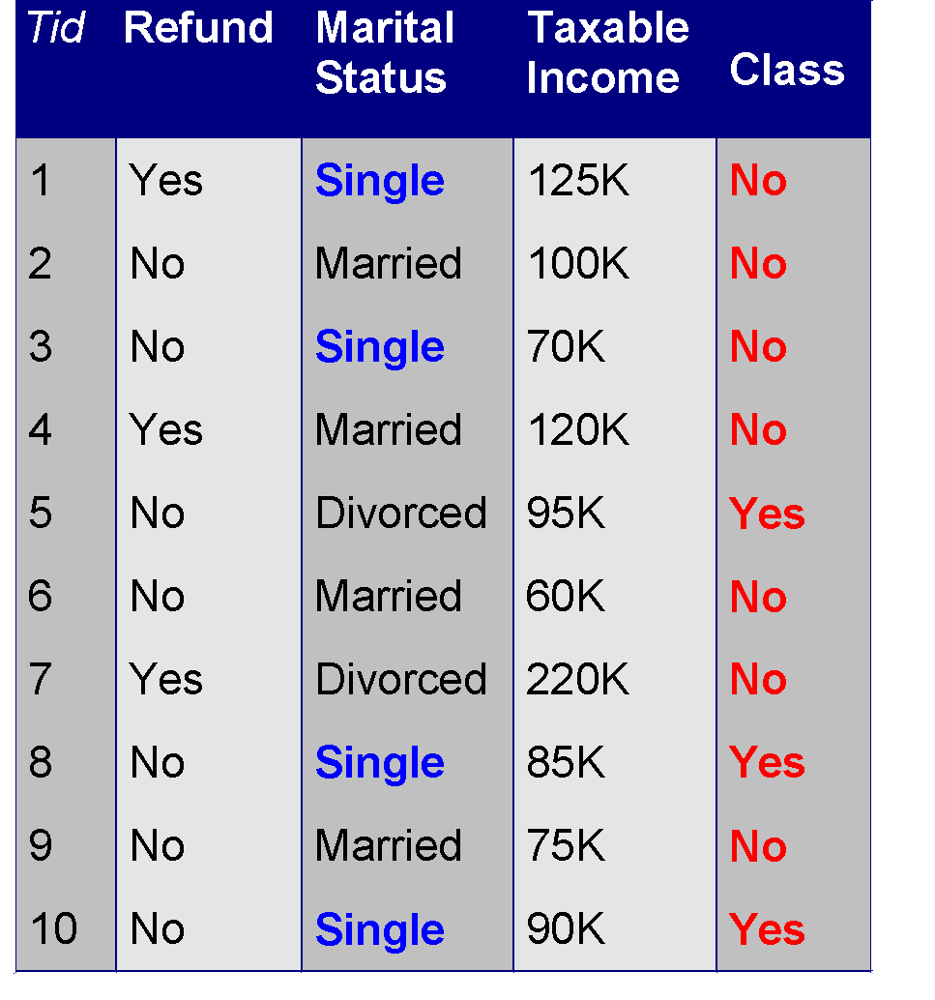 Tid Refund Marital Status Taxable Income Class
1 Yes Single 125K No
2 No Married 100K No
3 No Single 70K No
4 Yes Married 120K No
5 No Divorced 95K Yes
6 No Married 60K No
7 Yes Divorced 220K No
8 No Single 85K Yes
9 No Married 75K No
10 No Single 90K Yes